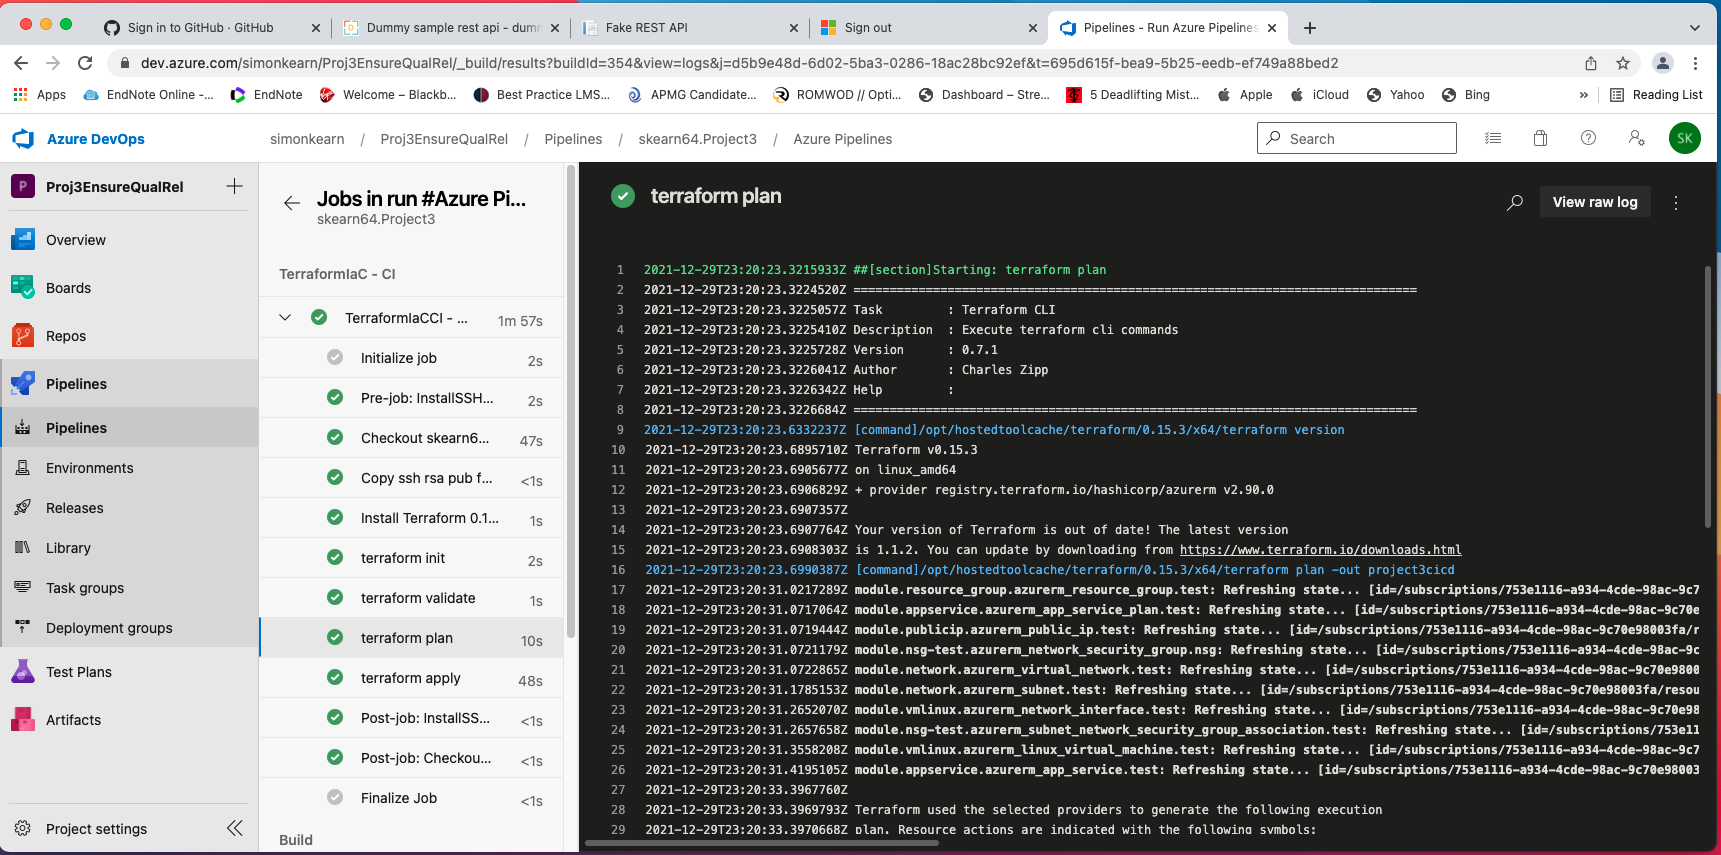 Sign in to GitHub · GitHub
Dummy sample rest api - dumm
Fake REST API
Sign out
Pipelines - Run Azure Pipelines
dev.azure.com/simonkearn/Proj3EnsureQualRel/_build/results?buildId=354&view=logs&j=d5b9e48d-6d02-5ba3-0286-18ac28bc92ef&t=695d615f-bea9-5b25-eedb-ef749a88bed2
Apps
EndNote Online -...
EndNote
Welcome – Blackb...
Best Practice LMS...
APMG Candidate...
ROMWOD // Opti...
Dashboard – Stre...
5 Deadlifting Mist...
Apple
iCloud
Yahoo
Bing
»
Reading List
Azure DevOps
simonkearn / Proj3EnsureQualRel / Pipelines / skearn64.Project3 / Azure Pipelines
Search
SK
P
Proj3EnsureQualRel
Overview
Boards
Repos
Pipelines
Pipelines
Environments
Releases
Library
Task groups
Deployment groups
Test Plans
Artifacts
Project settings
Jobs in run #Azure Pi...
skearn64.Project3
TerraformIaC - CI
TerraformIaCCI - ... 1m 57s
Initialize job 2s
Pre-job: InstallSSH... 2s
Checkout skearn6... 47s
Copy ssh rsa pub f... <1s
Install Terraform 0.1... 1s
terraform init 2s
terraform validate 1s
terraform plan 10s
terraform apply 48s
Post-job: InstallSS... <1s
Post-job: Checkou... <1s
Finalize Job <1s
Build
terraform plan
View raw log
1 2021-12-29T23:20:23.3215933Z ##[section]Starting: terraform plan
2 2021-12-29T23:20:23.3224520Z ==============================================================================
3 2021-12-29T23:20:23.3225057Z Task         : Terraform CLI
4 2021-12-29T23:20:23.3225410Z Description  : Execute terraform cli commands
5 2021-12-29T23:20:23.3225728Z Version      : 0.7.1
6 2021-12-29T23:20:23.3226041Z Author       : Charles Zipp
7 2021-12-29T23:20:23.3226342Z Help         :
8 2021-12-29T23:20:23.3226684Z ==============================================================================
9 2021-12-29T23:20:23.6332237Z [command]/opt/hostedtoolcache/terraform/0.15.3/x64/terraform version
10 2021-12-29T23:20:23.6895710Z Terraform v0.15.3
11 2021-12-29T23:20:23.6905677Z on linux_amd64
12 2021-12-29T23:20:23.6906829Z + provider registry.terraform.io/hashicorp/azurerm v2.90.0
13 2021-12-29T23:20:23.6907357Z
14 2021-12-29T23:20:23.6907764Z Your version of Terraform is out of date! The latest version
15 2021-12-29T23:20:23.6908303Z is 1.1.2. You can update by downloading from https://www.terraform.io/downloads.html
16 2021-12-29T23:20:23.6990387Z [command]/opt/hostedtoolcache/terraform/0.15.3/x64/terraform plan -out project3cicd
17 2021-12-29T23:20:31.0217289Z module.resource_group.azurerm_resource_group.test: Refreshing state... [id=/subscriptions/753e1116-a934-4cde-98ac-9c7
18 2021-12-29T23:20:31.0717064Z module.appservice.azurerm_app_service_plan.test: Refreshing state... [id=/subscriptions/753e1116-a934-4cde-98ac-9c70e
19 2021-12-29T23:20:31.0719444Z module.publicip.azurerm_public_ip.test: Refreshing state... [id=/subscriptions/753e1116-a934-4cde-98ac-9c70e98003fa/r
20 2021-12-29T23:20:31.0721179Z module.nsg-test.azurerm_network_security_group.nsg: Refreshing state... [id=/subscriptions/753e1116-a934-4cde-98ac-9c
21 2021-12-29T23:20:31.0722865Z module.network.azurerm_virtual_network.test: Refreshing state... [id=/subscriptions/753e1116-a934-4cde-98ac-9c70e9800
22 2021-12-29T23:20:31.1785153Z module.network.azurerm_subnet.test: Refreshing state... [id=/subscriptions/753e1116-a934-4cde-98ac-9c70e98003fa/resou
23 2021-12-29T23:20:31.2652070Z module.vmlinux.azurerm_network_interface.test: Refreshing state... [id=/subscriptions/753e1116-a934-4cde-98ac-9c70e98
24 2021-12-29T23:20:31.2657658Z module.nsg-test.azurerm_subnet_network_security_group_association.test: Refreshing state... [id=/subscriptions/753e11
25 2021-12-29T23:20:31.3558208Z module.vmlinux.azurerm_linux_virtual_machine.test: Refreshing state... [id=/subscriptions/753e1116-a934-4cde-98ac-9c7
26 2021-12-29T23:20:31.4195105Z module.appservice.azurerm_app_service.test: Refreshing state... [id=/subscriptions/753e1116-a934-4cde-98ac-9c70e98003
27 2021-12-29T23:20:33.3967760Z
28 2021-12-29T23:20:33.3969793Z Terraform used the selected providers to generate the following execution
29 2021-12-29T23:20:33.3970668Z plan. Resource actions are indicated with the following symbols: